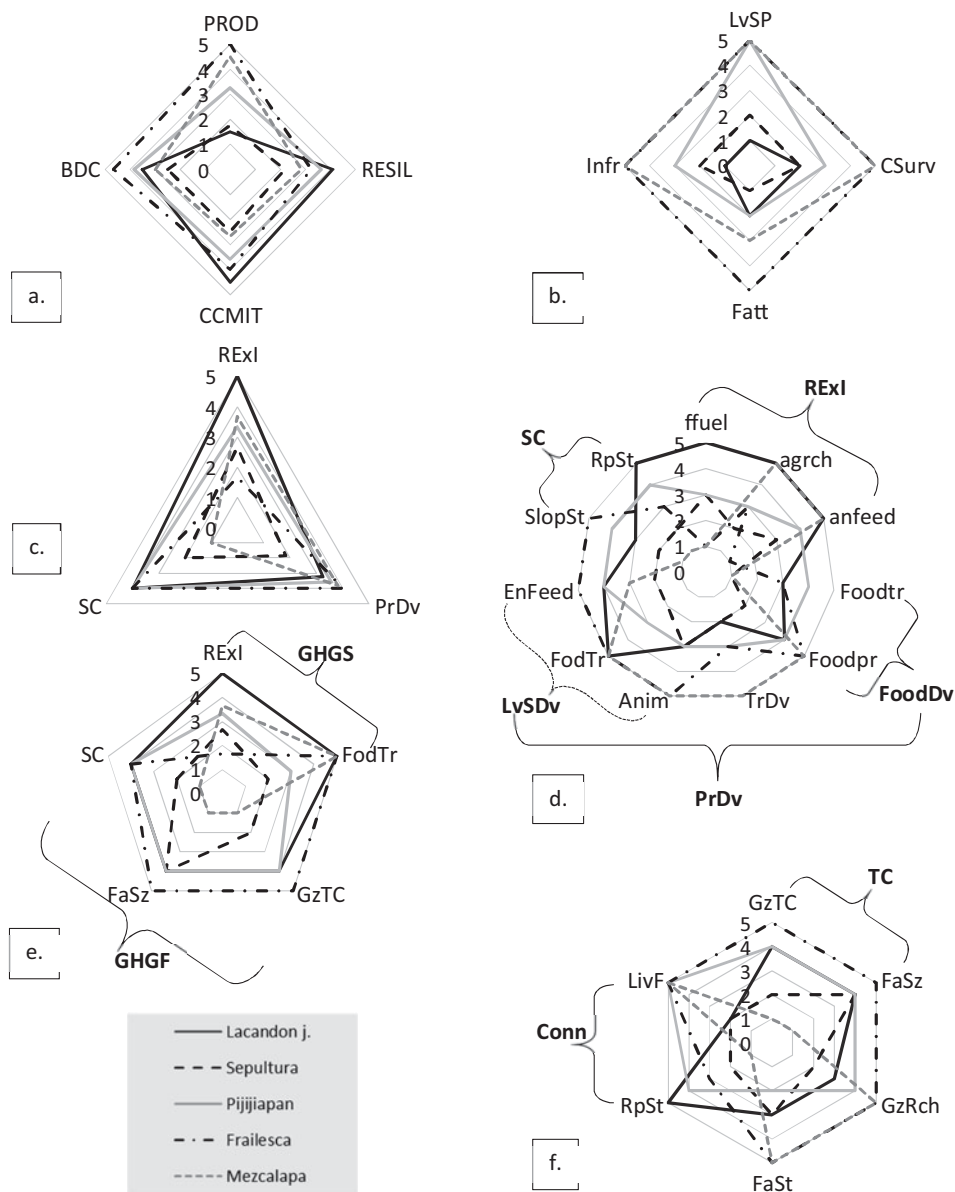 PROD
5
4
3
2
1
0
BDC
RESIL
CCMIT
a.
LvSP
5
4
3
2
1
0
Infr
CSurv
Fatt
b.
RExI
5
4
3
2
1
0
SC
PrDv
c.
RExI
ffuel
SC
RpSt
5
4
3
2
1
0
agrch
SlopSt
anfeed
EnFeed
Foodtr
FodTr
Foodpr
Anim
TrDv
LvSDv
FoodDv
PrDv
d.
RExI
GHGS
5
4
3
2
1
0
SC
FodTr
FaSz
GzTC
GHGF
e.
TC
GzTC
5
4
3
2
1
0
LivF
FaSz
Conn
RpSt
GzRch
FaSt
f.
Lacandon j.
Sepultura
Pijijiapan
Frailesca
Mezcalapa